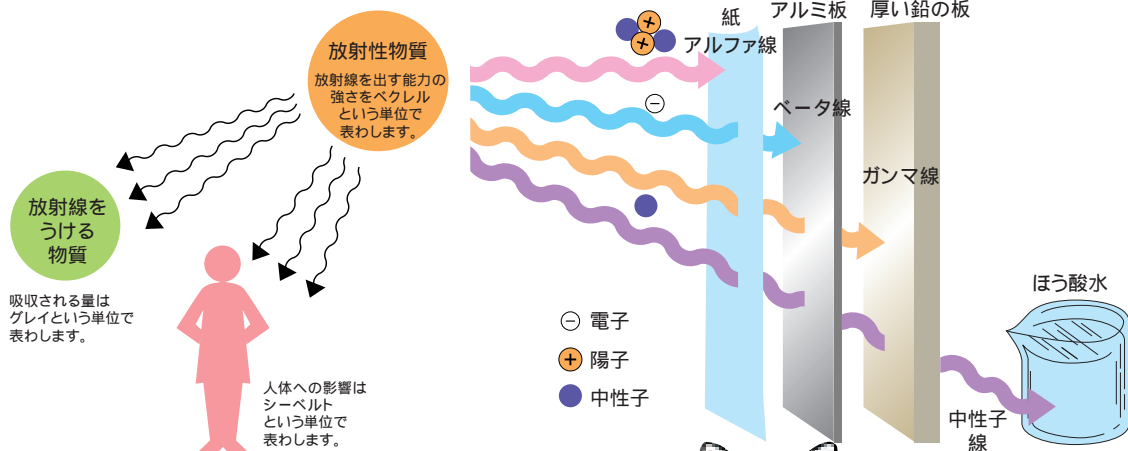 放射性物質
放射線を出す能力の
強さをベクレル
という単位で
表わします。
放射線を
うける
物質
吸収される量は
グレイという単位で
表わします。
人体への影響は
シーベルト
という単位で
表わします。
紙
アルミ板
厚い鉛の板
アルファ線
ベータ線
ガンマ線
電子
陽子
中性子
ほう酸水
中性子
線